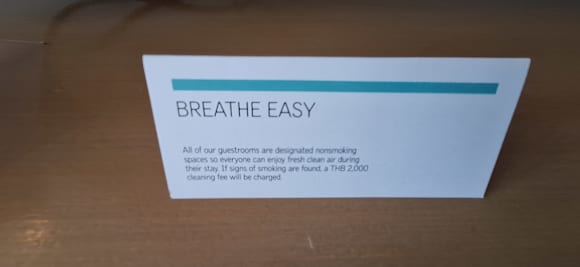 BREATHE EASY
All of our guestrooms are designated nonsmoking
spaces so everyone can enjoy fresh clean air during
their stay. If signs of smoking are found, a THB 2,000
cleaning fee will be charged.